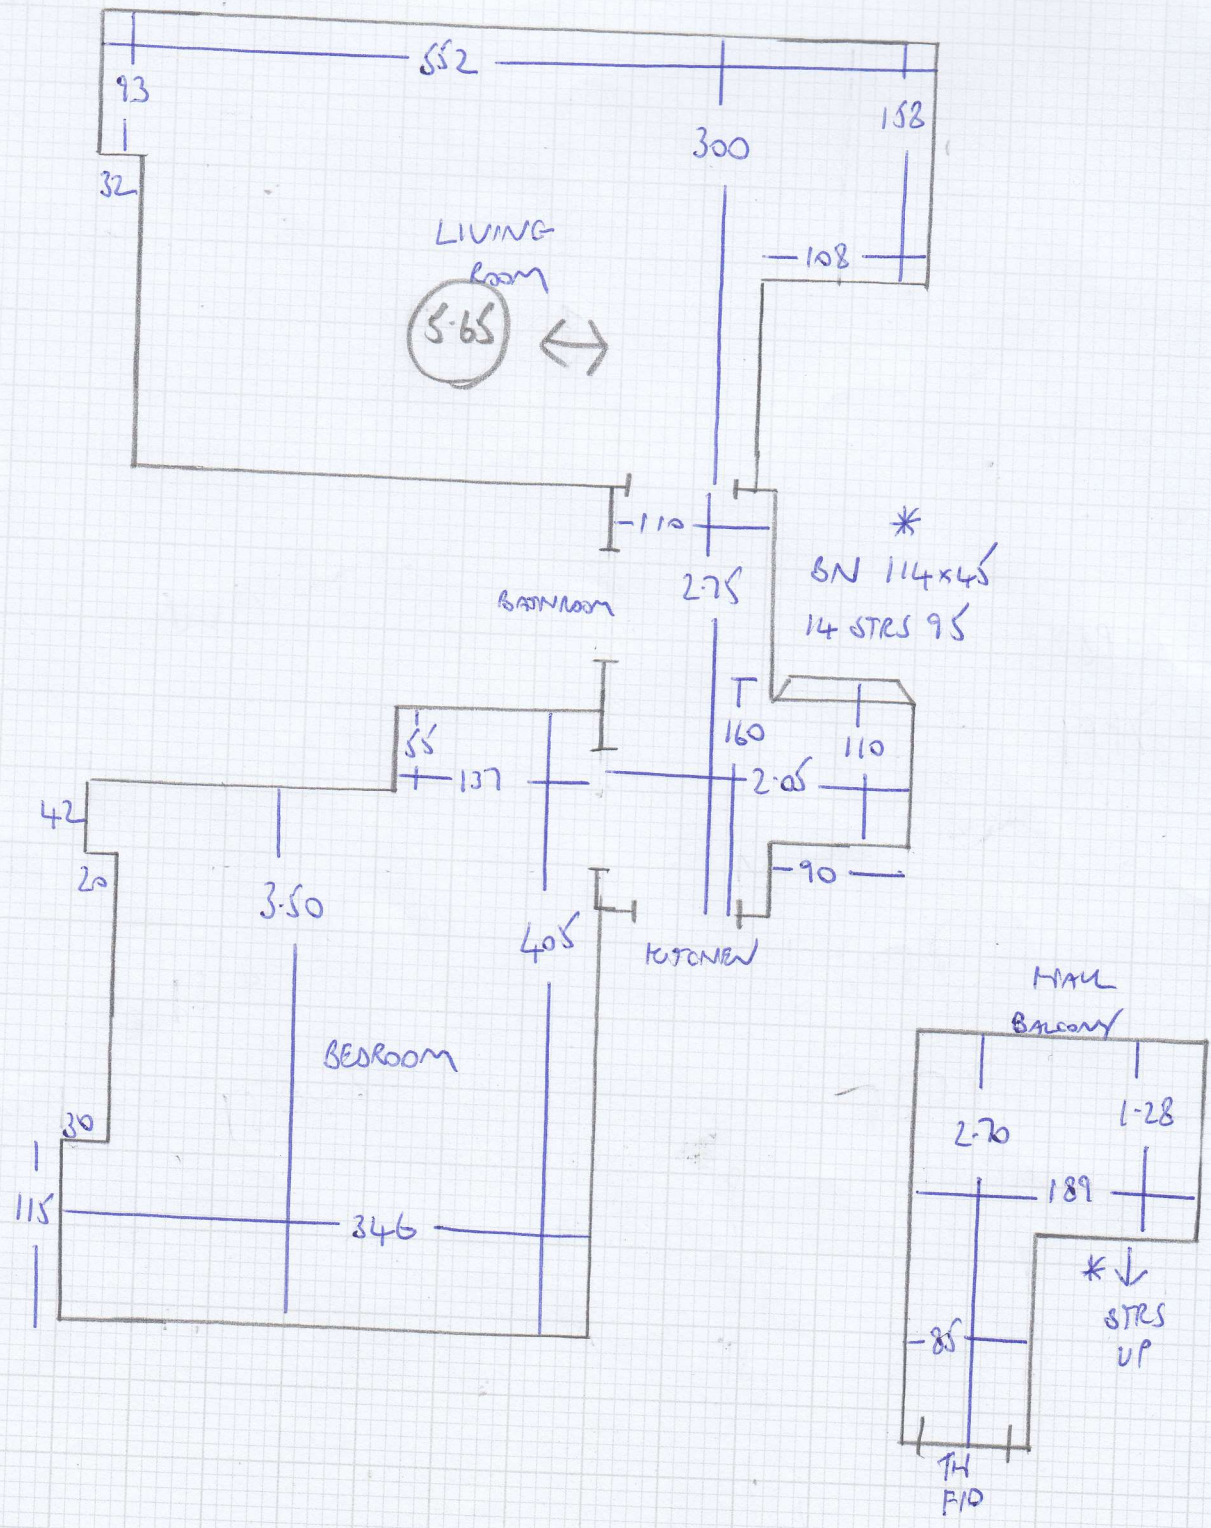 552
93
300
158
32
LIVING
ROOM
108
5.65
110
*
BN 114x45
14 STRS 95
2.75
BATHROOM
T
160
110
55
137
2.05
42
90
20
3.50
405
KITCHEN
HALL
BALCONY
BEDROOM
30
2.70
1.28
115
346
189
*
STRS
UP
85
TH
F/D